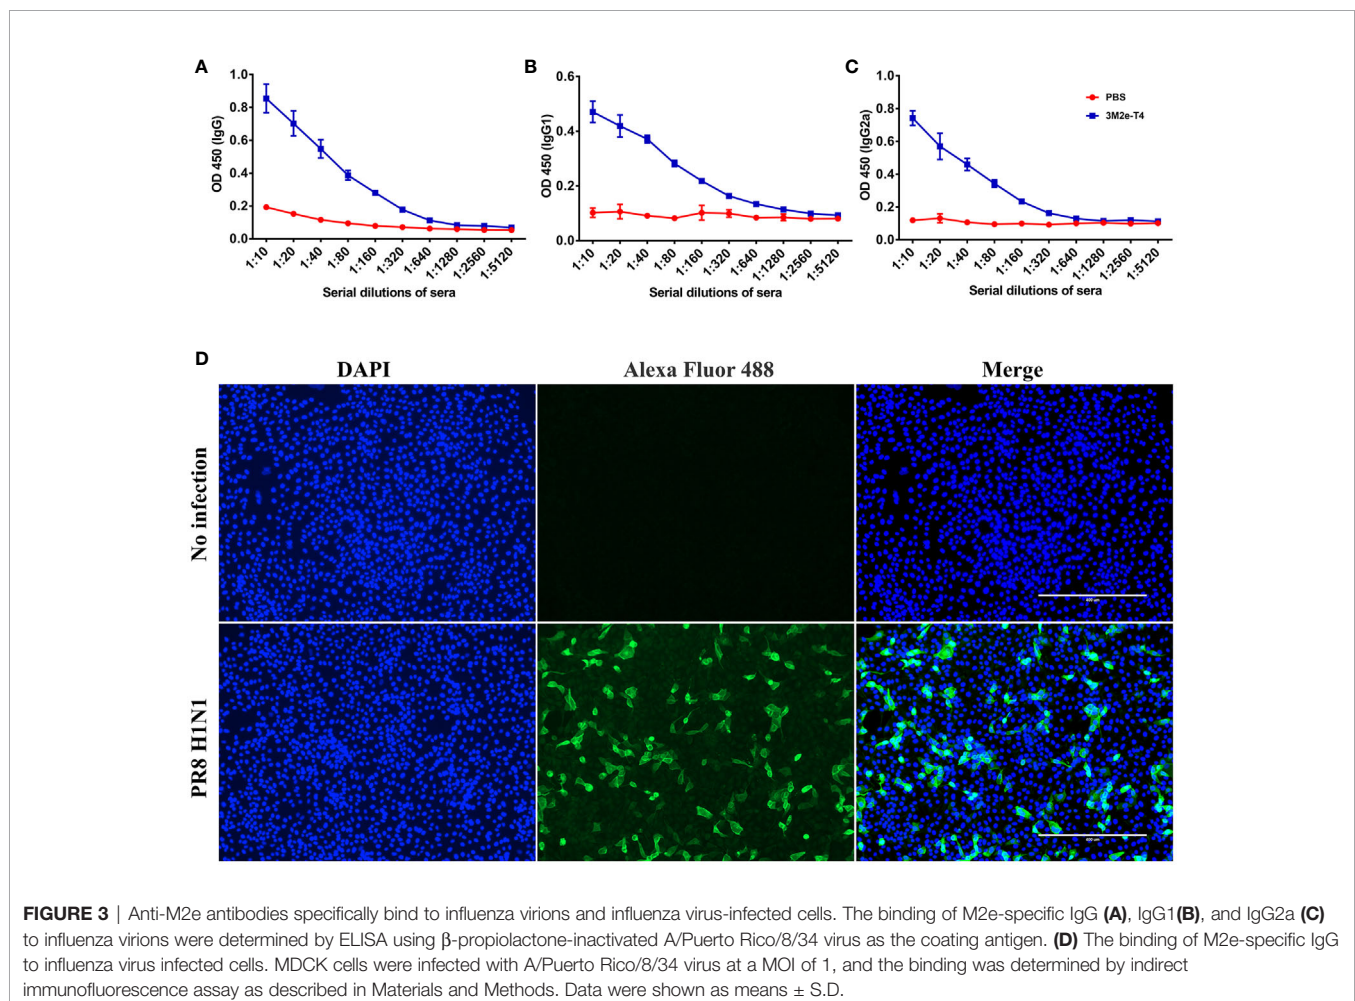 A
B
C
1.0
0.8
0.6
0.4
0.2
0.0
OD 450 (IgG)
1:10
1:20
1:40
1:80
1:160
1:320
1:640
1:1280
1:2560
1:5120
Serial dilutions of sera
0.6
0.4
0.2
0.0
OD 450 (IgG1)
1:10
1:20
1:40
1:80
1:160
1:320
1:640
1:1280
1:2560
1:5120
Serial dilutions of sera
1.0
0.8
0.6
0.4
0.2
0.0
OD 450 (IgG2a)
PBS
3M2e-T4
1:10
1:20
1:40
1:80
1:160
1:320
1:640
1:1280
1:2560
1:5120
Serial dilutions of sera
D
DAPI
Alexa Fluor 488
Merge
No infection
PR8 H1N1
FIGURE 3 | Anti-M2e antibodies specifically bind to influenza virions and influenza virus-infected cells. The binding of M2e-specific IgG (A), IgG1(B), and IgG2a (C)
to influenza virions were determined by ELISA using β-propiolactone-inactivated A/Puerto Rico/8/34 virus as the coating antigen. (D) The binding of M2e-specific IgG
to influenza virus infected cells. MDCK cells were infected with A/Puerto Rico/8/34 virus at a MOI of 1, and the binding was determined by indirect
immunofluorescence assay as described in Materials and Methods. Data were shown as means ± S.D.